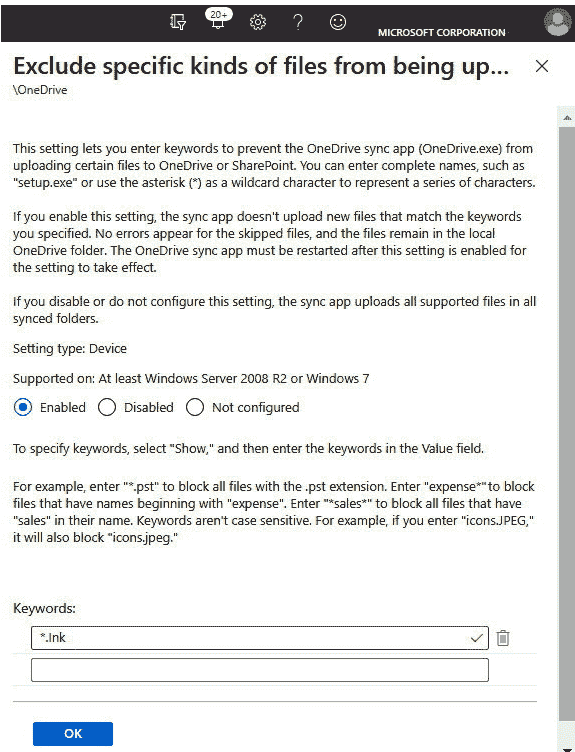 20+
MICROSOFT CORPORATION
Exclude specific kinds of files from being up...
\OneDrive
This setting lets you enter keywords to prevent the OneDrive sync app (OneDrive.exe) from
uploading certain files to OneDrive or SharePoint. You can enter complete names, such as
"setup.exe" or use the asterisk (*) as a wildcard character to represent a series of characters.
If you enable this setting, the sync app doesn't upload new files that match the keywords
you specified. No errors appear for the skipped files, and the files remain in the local
OneDrive folder. The OneDrive sync app must be restarted after this setting is enabled for
the setting to take effect.
If you disable or do not configure this setting, the sync app uploads all supported files in all
synced folders.
Setting type: Device
Supported on: At least Windows Server 2008 R2 or Windows 7
Enabled Disabled Not configured
To specify keywords, select "Show," and then enter the keywords in the Value field.
For example, enter "*.pst" to block all files with the .pst extension. Enter "expense*" to block
files that have names beginning with "expense". Enter "*sales*" to block all files that have
"sales" in their name. Keywords aren't case sensitive. For example, if you enter "icons.JPEG,"
it will also block "icons.jpeg."
Keywords:
*.lnk
OK